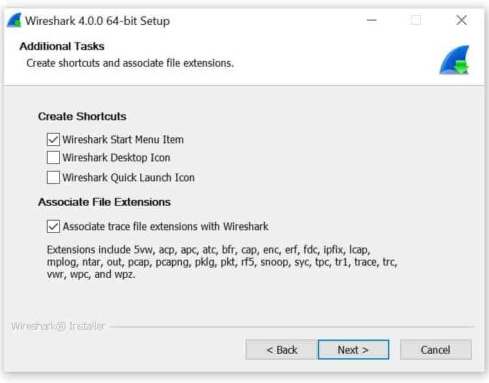 Wireshark 4.0.0 64-bit Setup
Additional Tasks
Create shortcuts and associate file extensions.
Create Shortcuts
Wireshark Start Menu Item
Wireshark Desktop Icon
Wireshark Quick Launch Icon
Associate File Extensions
Associate trace file extensions with Wireshark
Extensions include 5vw, acp, apc, atc, bfr, cap, enc, erf, fdc, ipfix, lcap,
mplog, ntar, out, pcap, pcapng, pklg, pkt, rf5, snoop, syc, tpc, tr1, trace, trc,
vwr, wpc, and wpz.
Wireshark® Installer
< Back Next > Cancel